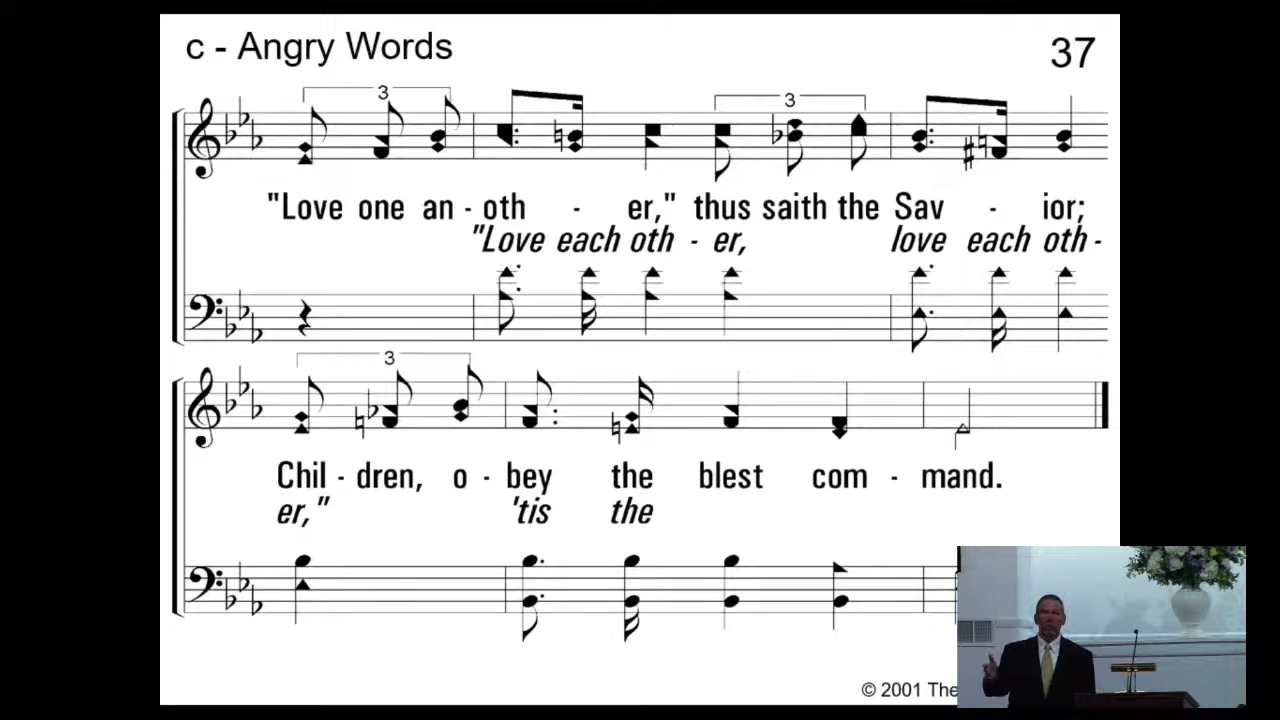 c - Angry Words
37
3
3
"Love one an - oth - er," thus saith the Sav - ior;
"Love each oth - er, love each oth -
3
Chil - dren, o - bey the blest com - mand.
er," 'tis the
© 2001 The